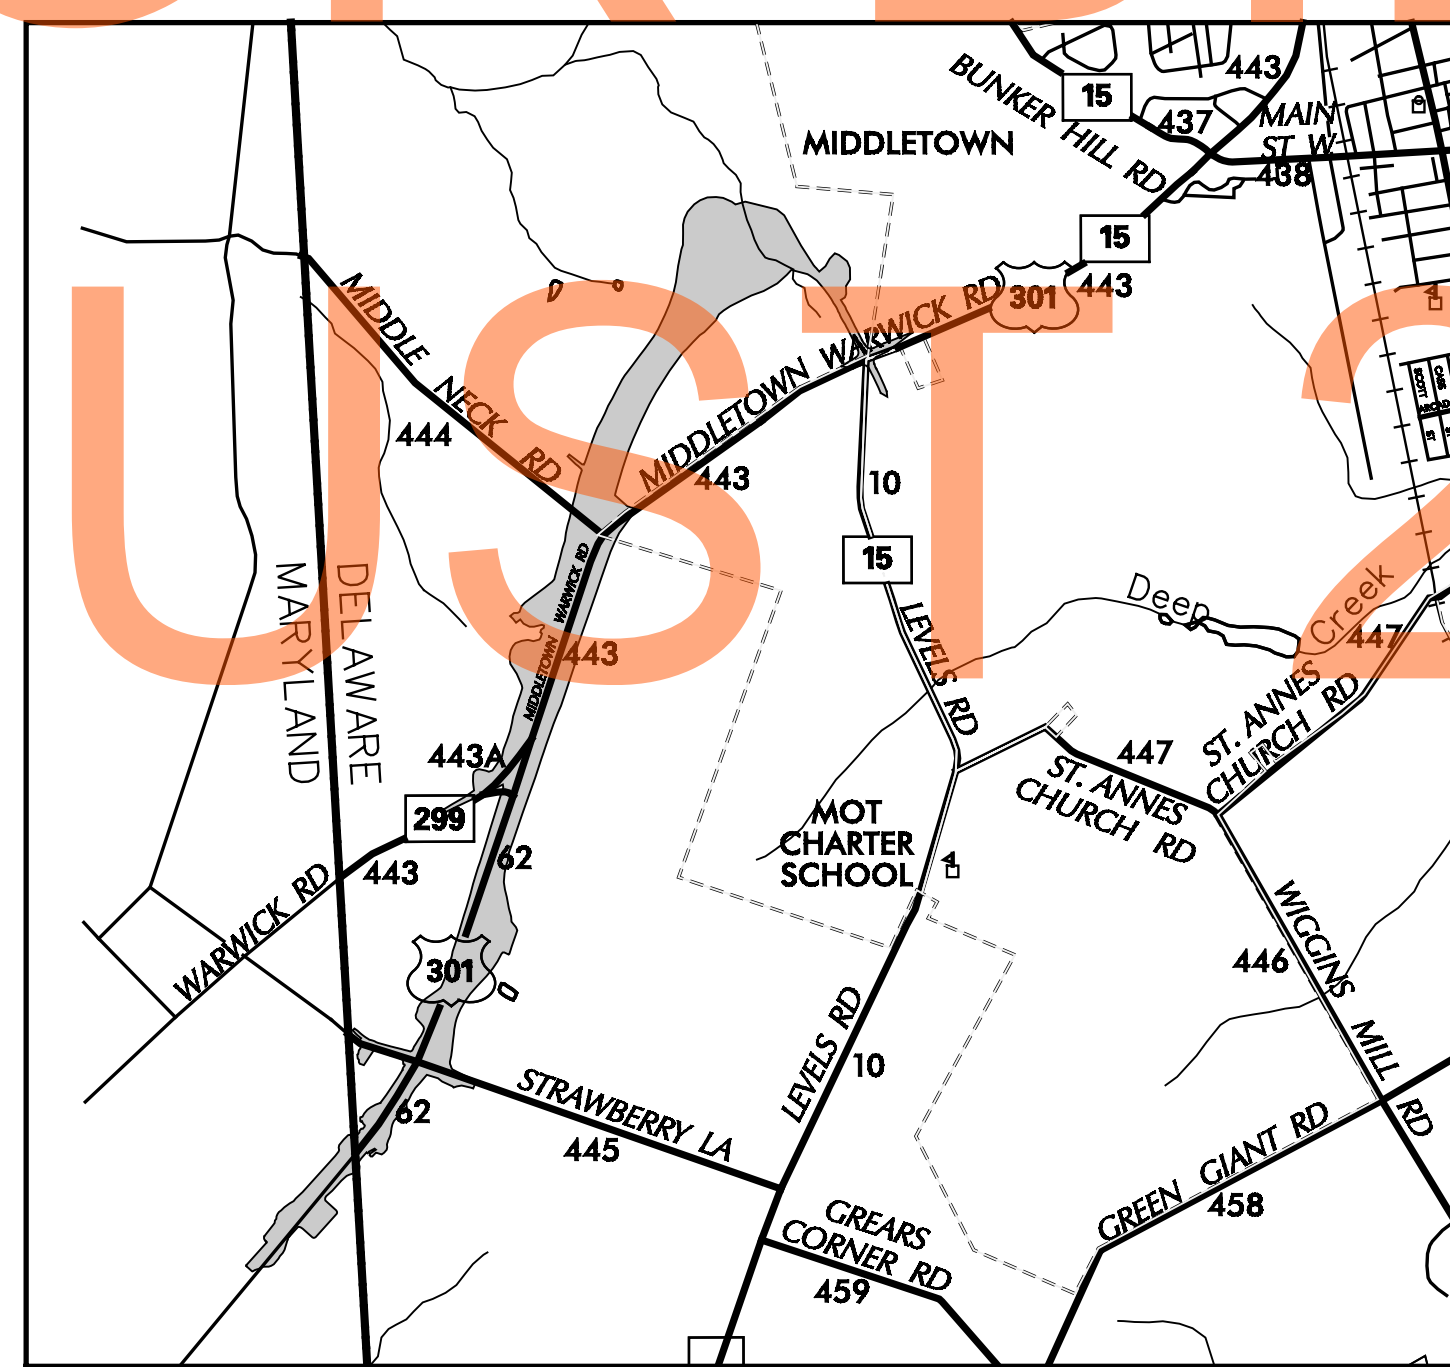 BUNKER HILL RD
15
443
437
MAIN
ST W
438
MIDDLETOWN
15
443
301
MIDDLETOWN WARWICK RD
443
MIDDLE NECK RD
444
UST 2
SCOTT
CASS
ST
10
15
LEVELS RD
MIDDLETOWN WARWICK RD
443
DELAWARE
MARYLAND
Deep Creek
447
ST. ANNES
CHURCH RD
447
ST. ANNES
CHURCH RD
443A
299
443
62
WARWICK RD
MOT
CHARTER
SCHOOL
301
WIGGINS MILL RD
446
LEVELS RD
10
62
STRAWBERRY LA
445
GREEN GIANT RD
458
GREARS
CORNER RD
459